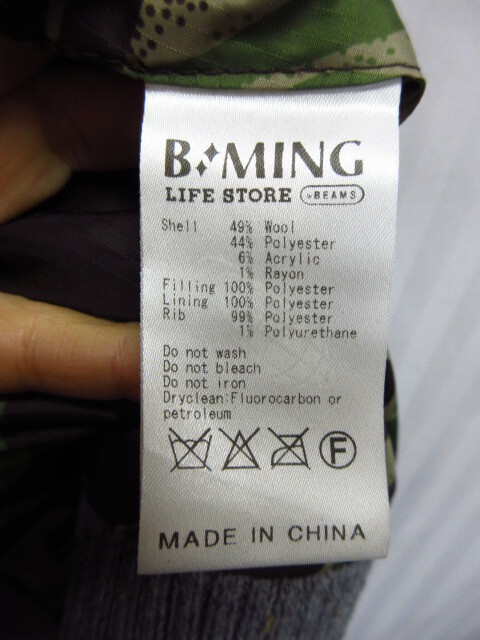 B MING
LIFE STORE by BEAMS
Shell 49% Wool
44% Polyester
6% Acrylic
1% Rayon
Filling 100% Polyester
Lining 100% Polyester
Rib 99% Polyester
1% Polyurethane
Do not wash
Do not bleach
Do not iron
Dryclean:Fluorocarbon or
petroleum
F
MADE IN CHINA